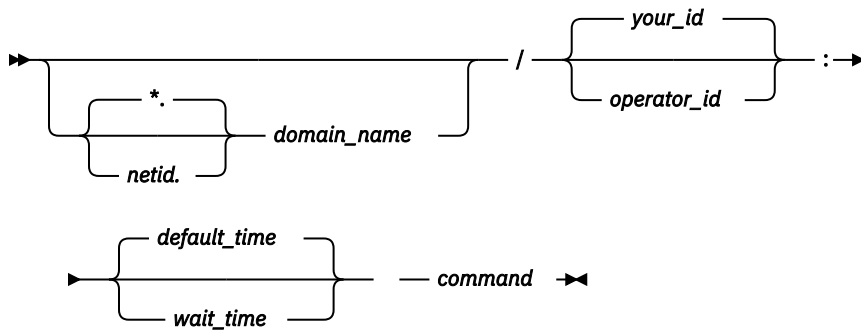 your_id
/ :
operator_id
*.
domain_name
netid.
default_time
command
wait_time